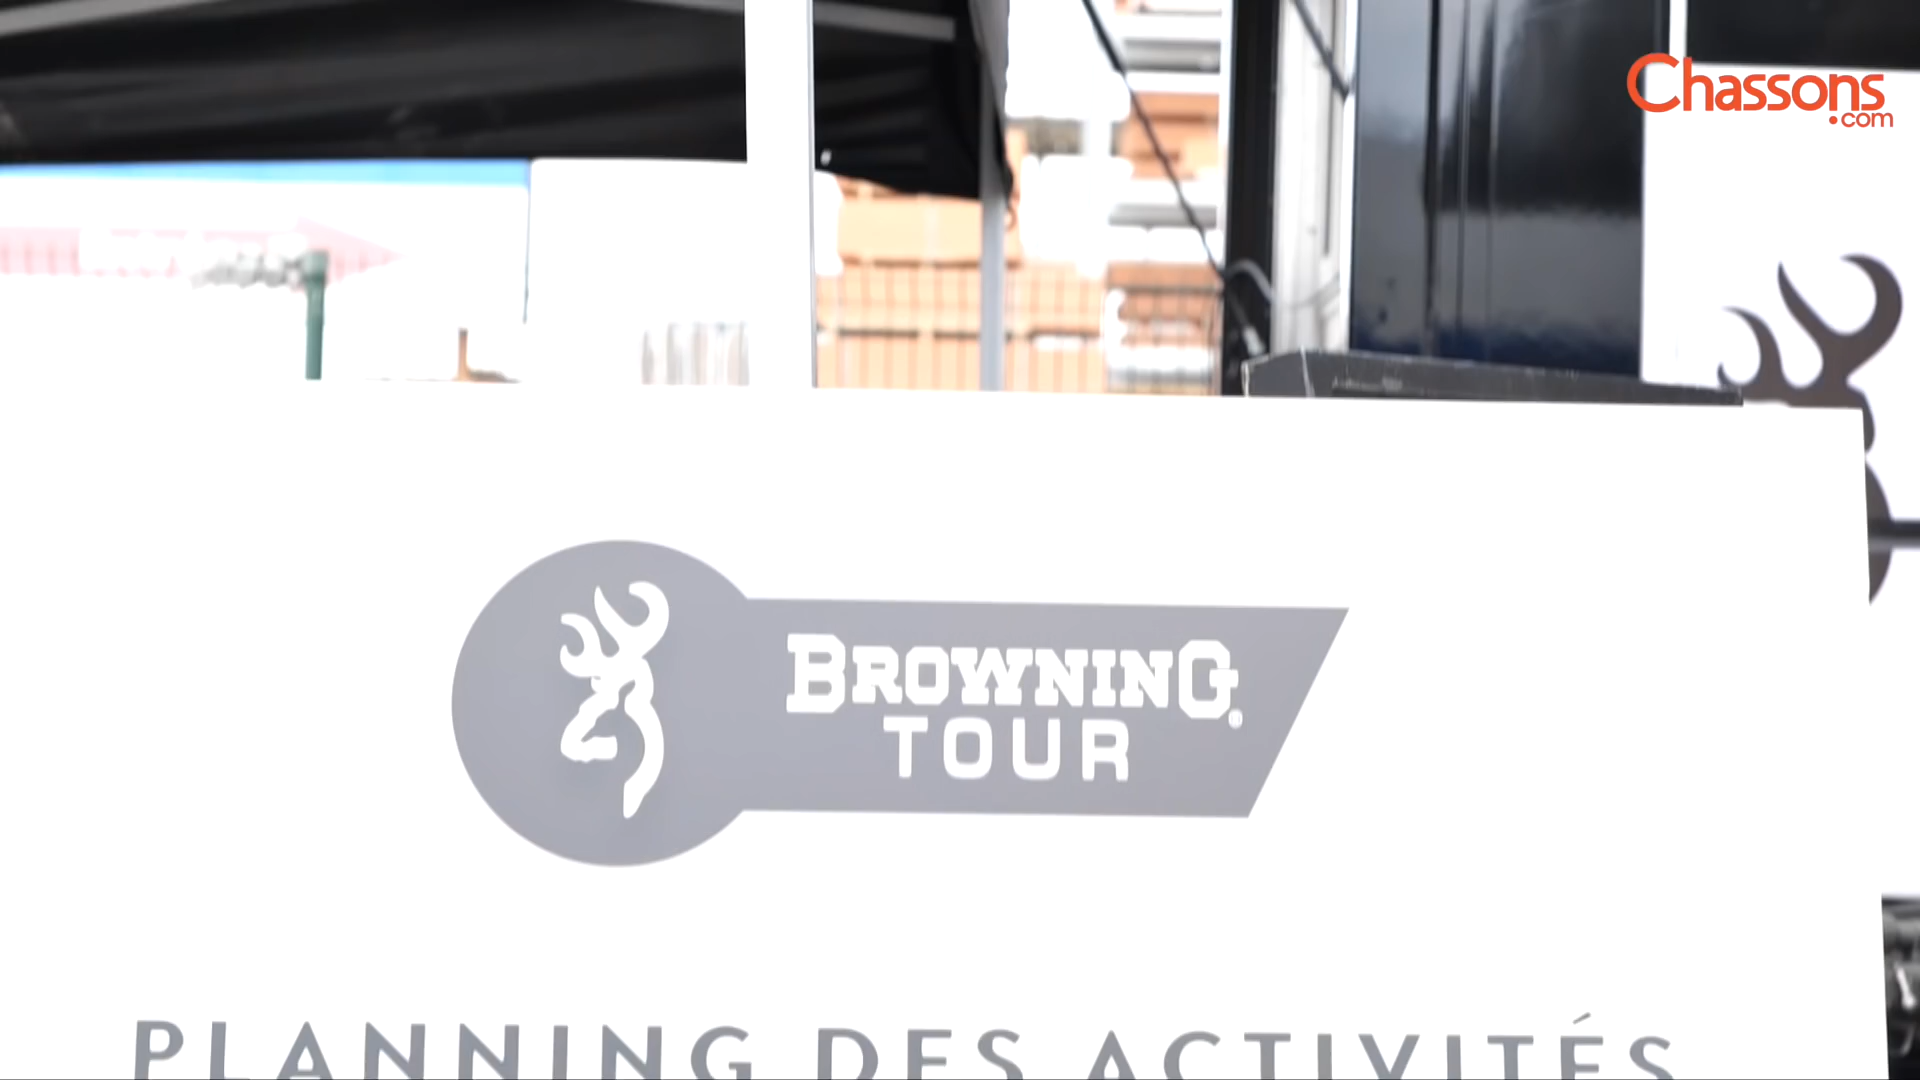 Chassons
.com
BROWNING®
TOUR
PLANNING DES ACTIVITÉS